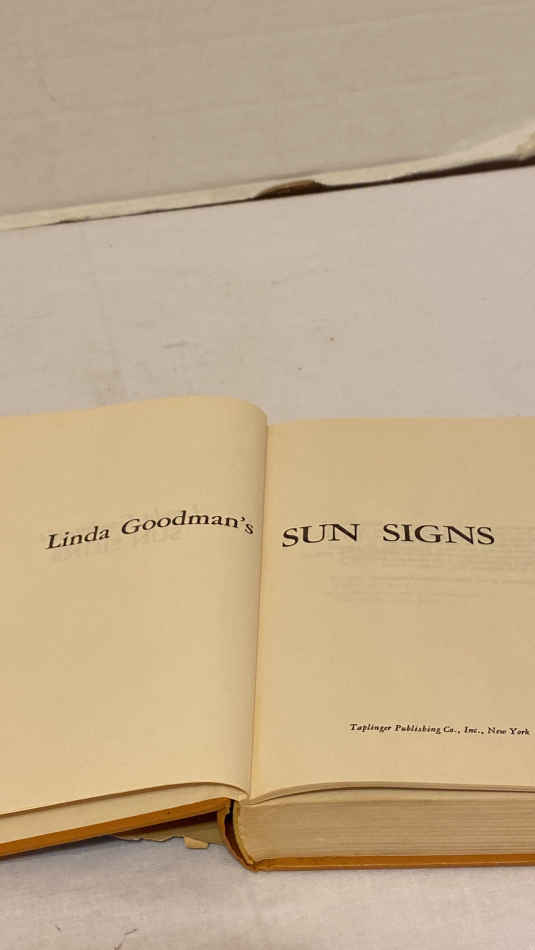 Linda Goodman's SUN SIGNS
Taplinger Publishing Co., Inc., New York